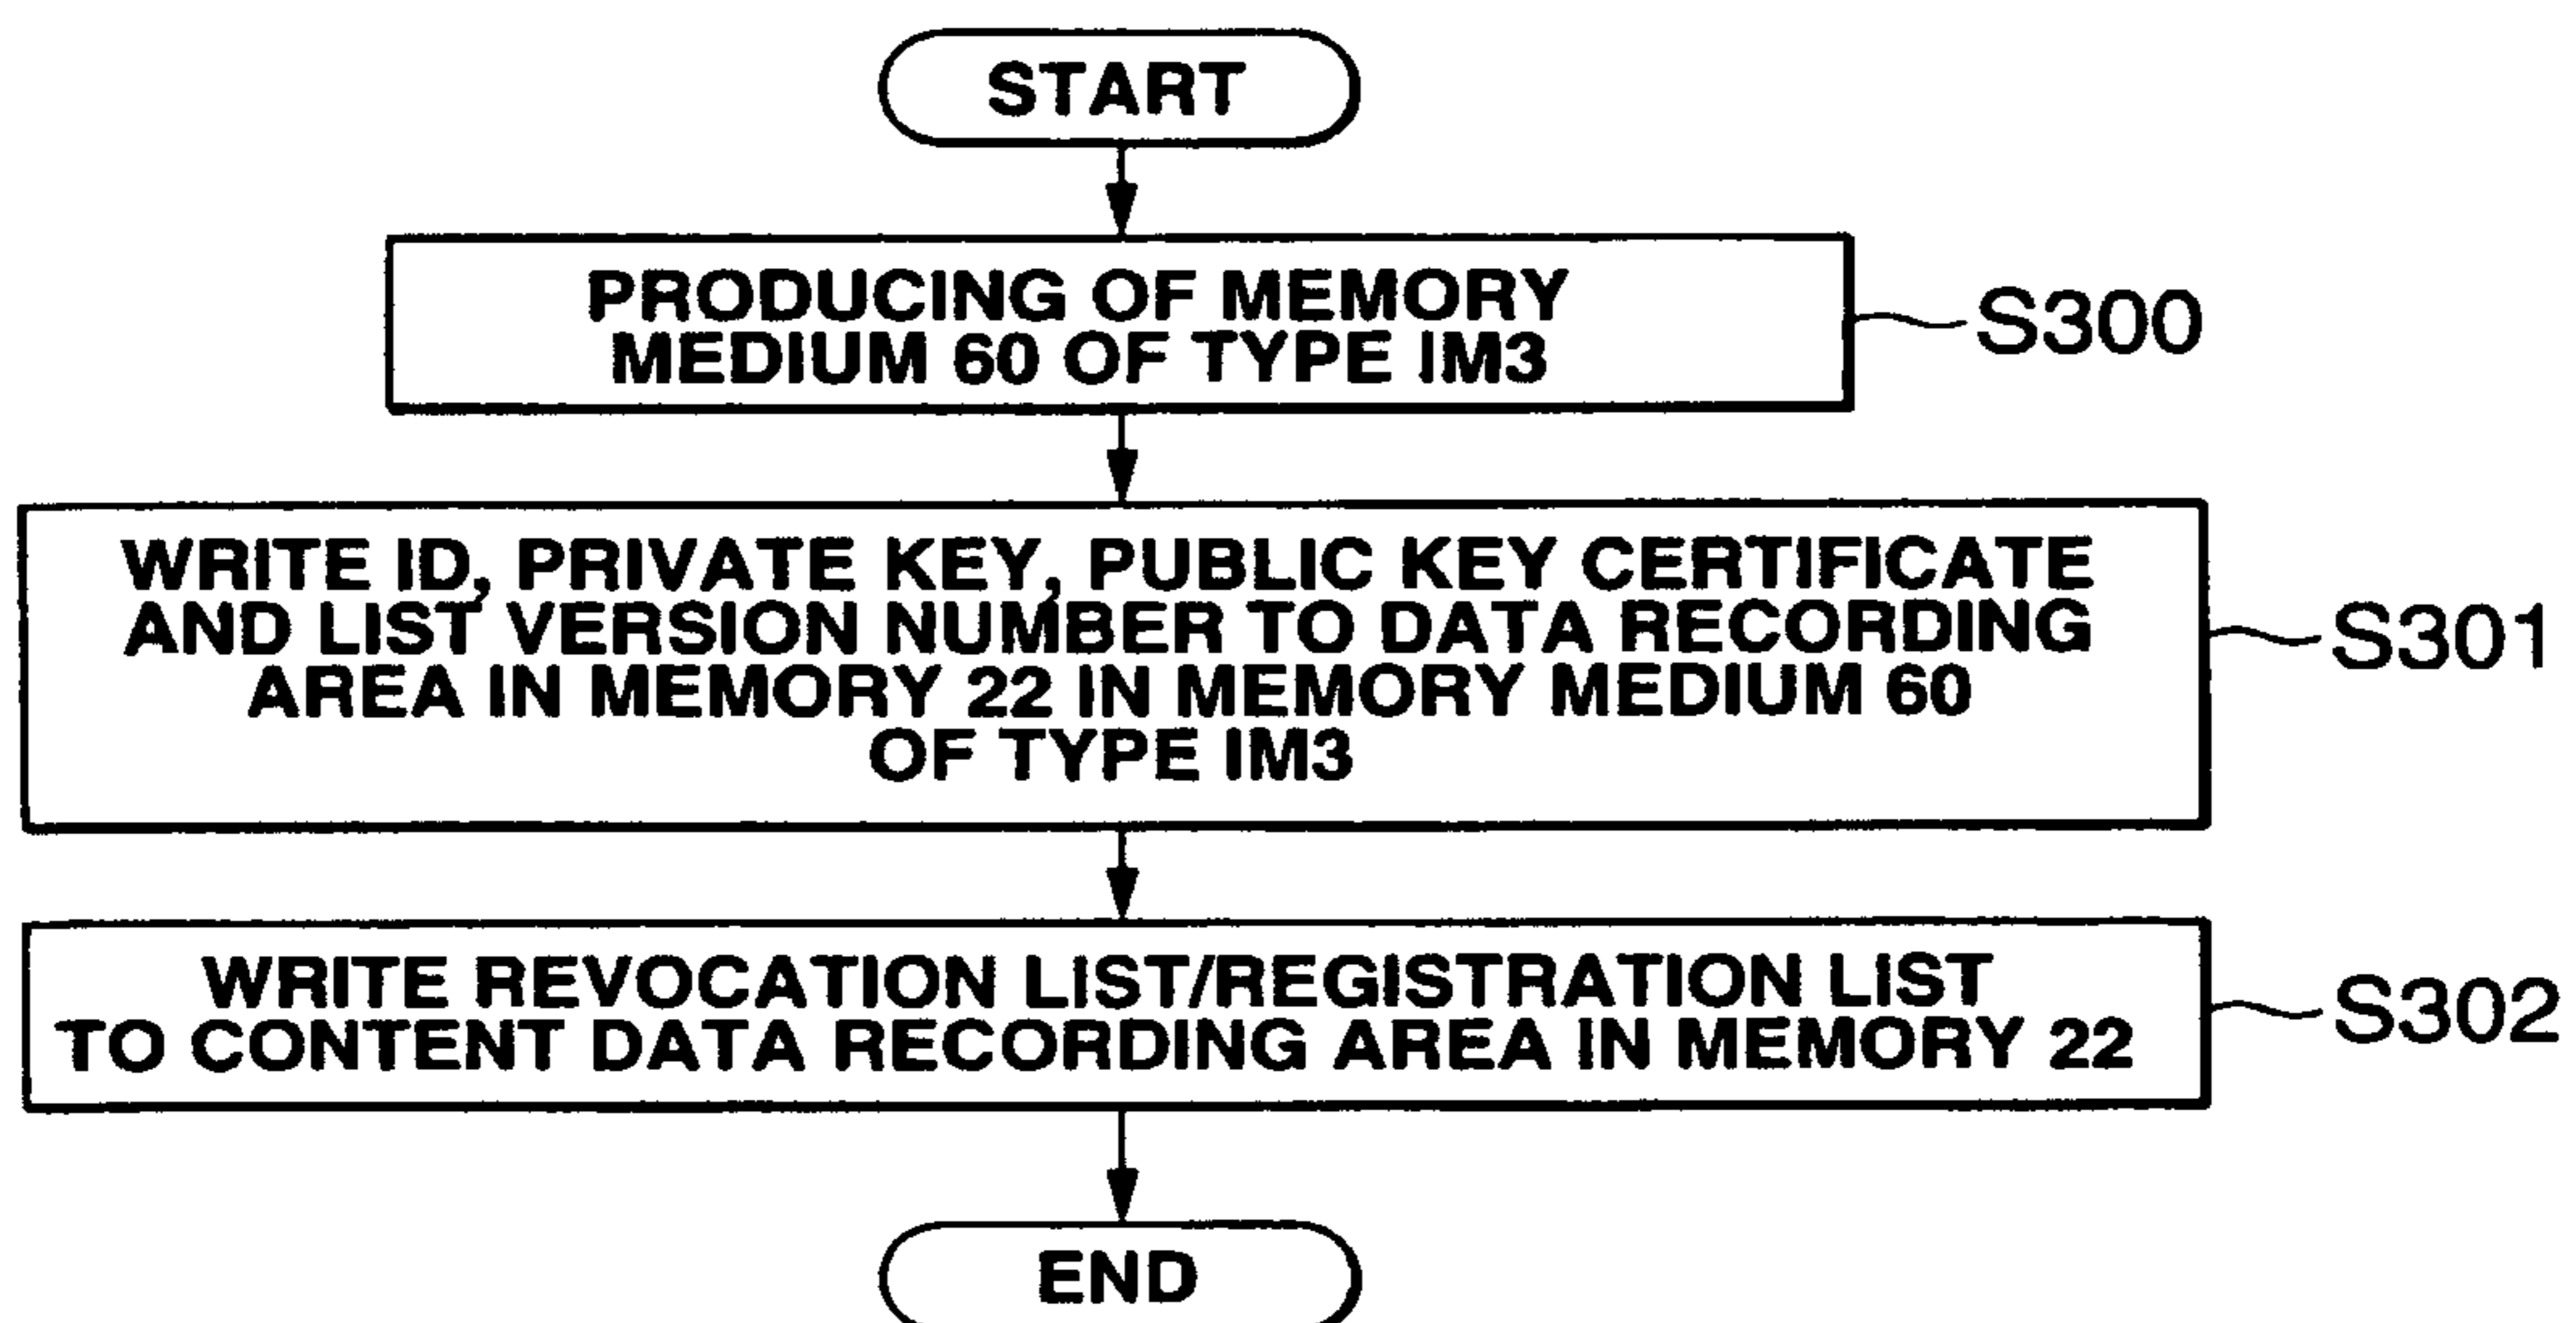 START
PRODUCING OF MEMORY
MEDIUM 60 OF TYPE IM3
S300
WRITE ID, PRIVATE KEY, PUBLIC KEY CERTIFICATE
AND LIST VERSION NUMBER TO DATA RECORDING
AREA IN MEMORY 22 IN MEMORY MEDIUM 60
OF TYPE IM3
S301
WRITE REVOCATION LIST/REGISTRATION LIST
TO CONTENT DATA RECORDING AREA IN MEMORY 22
S302
END